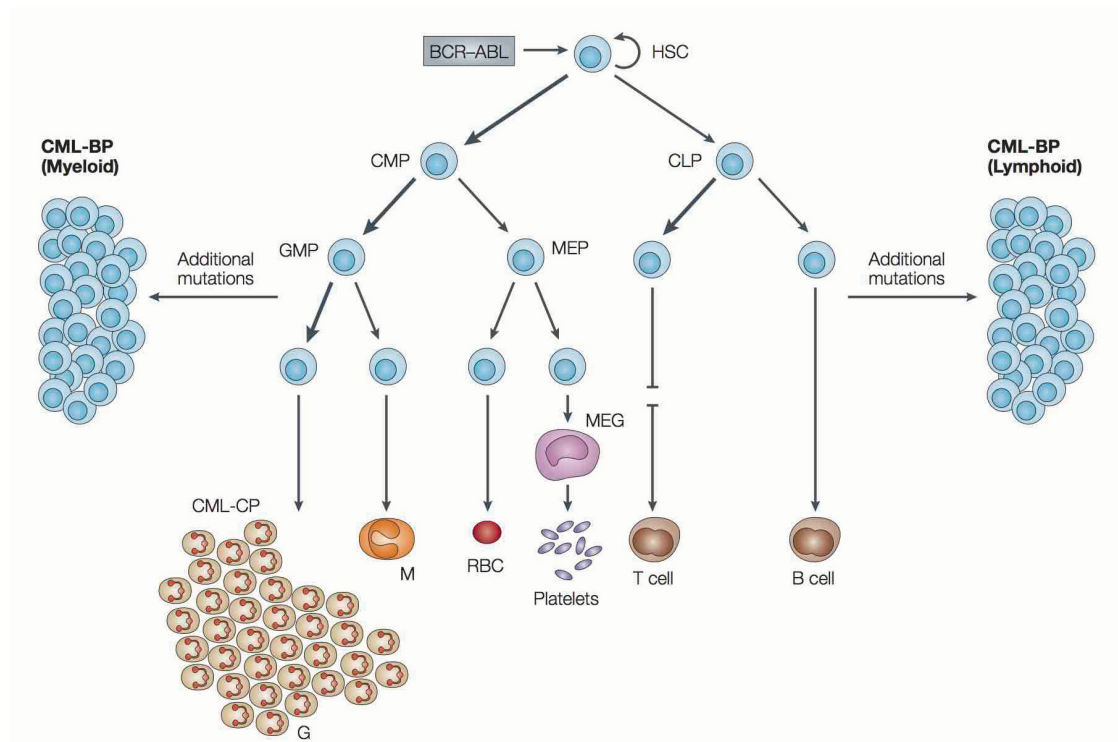 BCR–ABL
HSC
CML-BP
(Myeloid)
CMP
CLP
CML-BP
(Lymphoid)
GMP
MEP
Additional
mutations
Additional
mutations
MEG
CML-CP
M
RBC
Platelets
T cell
B cell
G